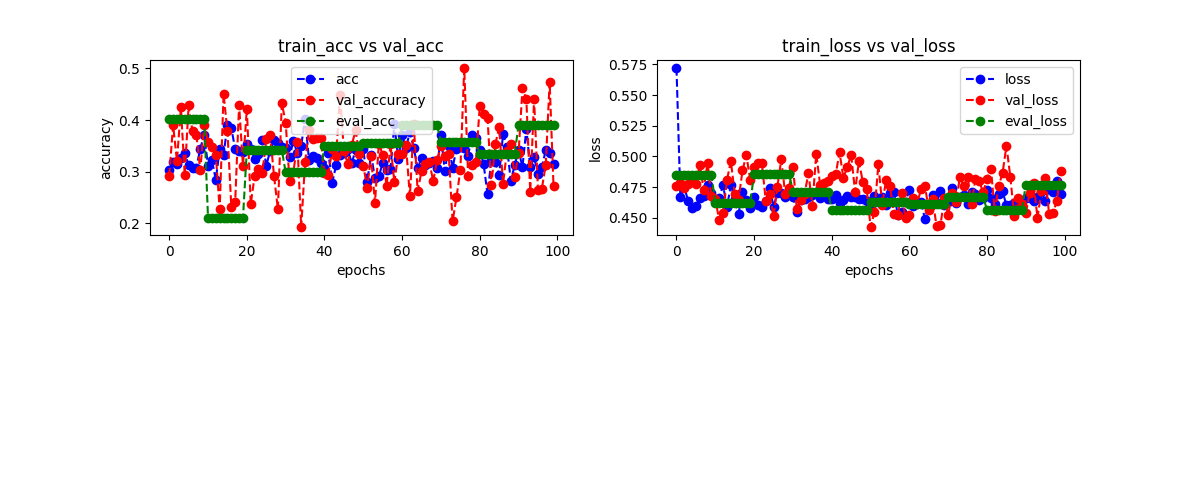 train_acc vs val_acc
0.5
0.4
0.3
0.2
accuracy
acc
val_accuracy
eval_acc
0
20
40
60
80
100
epochs
train_loss vs val_loss
0.575
0.550
0.525
0.500
0.475
0.450
loss
loss
val_loss
eval_loss
0
20
40
60
80
100
epochs